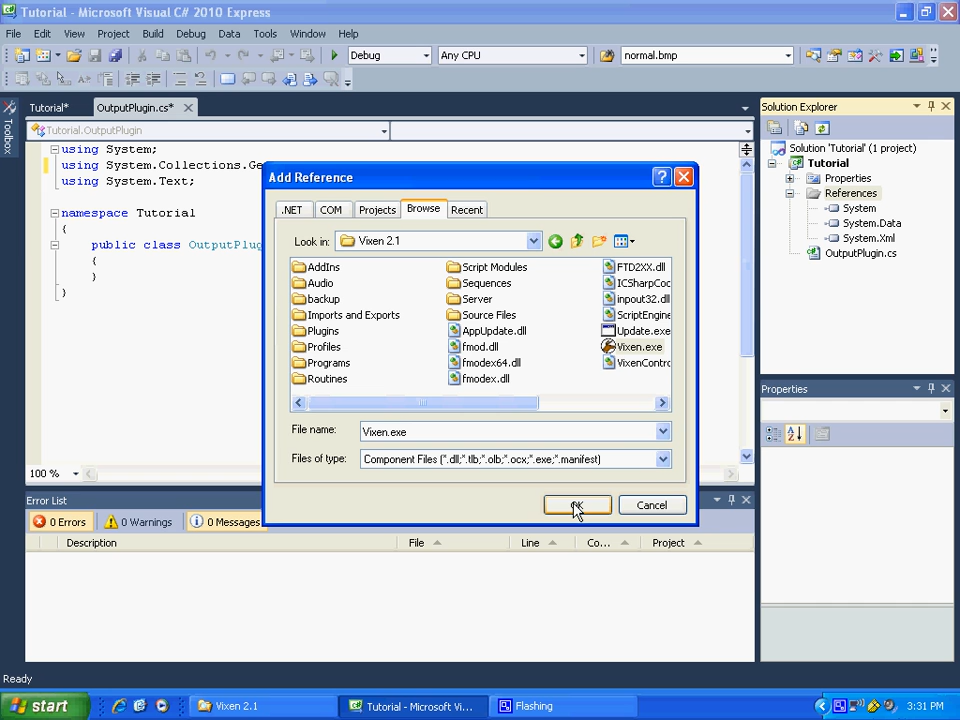 Tutorial - Microsoft Visual C# 2010 Express
File Edit View Project Build Debug Data Tools Window Help
Debug Any CPU normal.bmp
Tutorial* OutputPlugin.cs*
Tutorial.OutputPlugin
Toolbox
using System;
using System.Collections.Ge
using System.Text;
namespace Tutorial
{
public class OutputPlug
{
}
}
100 %
Add Reference
.NET COM Projects Browse Recent
Look in: Vixen 2.1
AddIns Script Modules FTD2XX.dll
Audio Sequences ICSharpCod
backup Server inpout32.dll
Imports and Exports Source Files ScriptEngine
Plugins AppUpdate.dll Update.exe
Profiles fmod.dll Vixen.exe
Programs fmodex64.dll VixenContro
Routines fmodex.dll
File name: Vixen.exe
Files of type: Component Files (*.dll;*.tlb;*.olb;*.ocx;*.exe;*.manifest)
OK Cancel
Solution Explorer
Solution 'Tutorial' (1 project)
Tutorial
Properties
References
System
System.Data
System.Xml
OutputPlugin.cs
Properties
Error List
0 Errors 0 Warnings 0 Messages
Description File Line Co... Project
Ready
start Vixen 2.1 Tutorial - Microsoft Vi... Flashing 3:31 PM